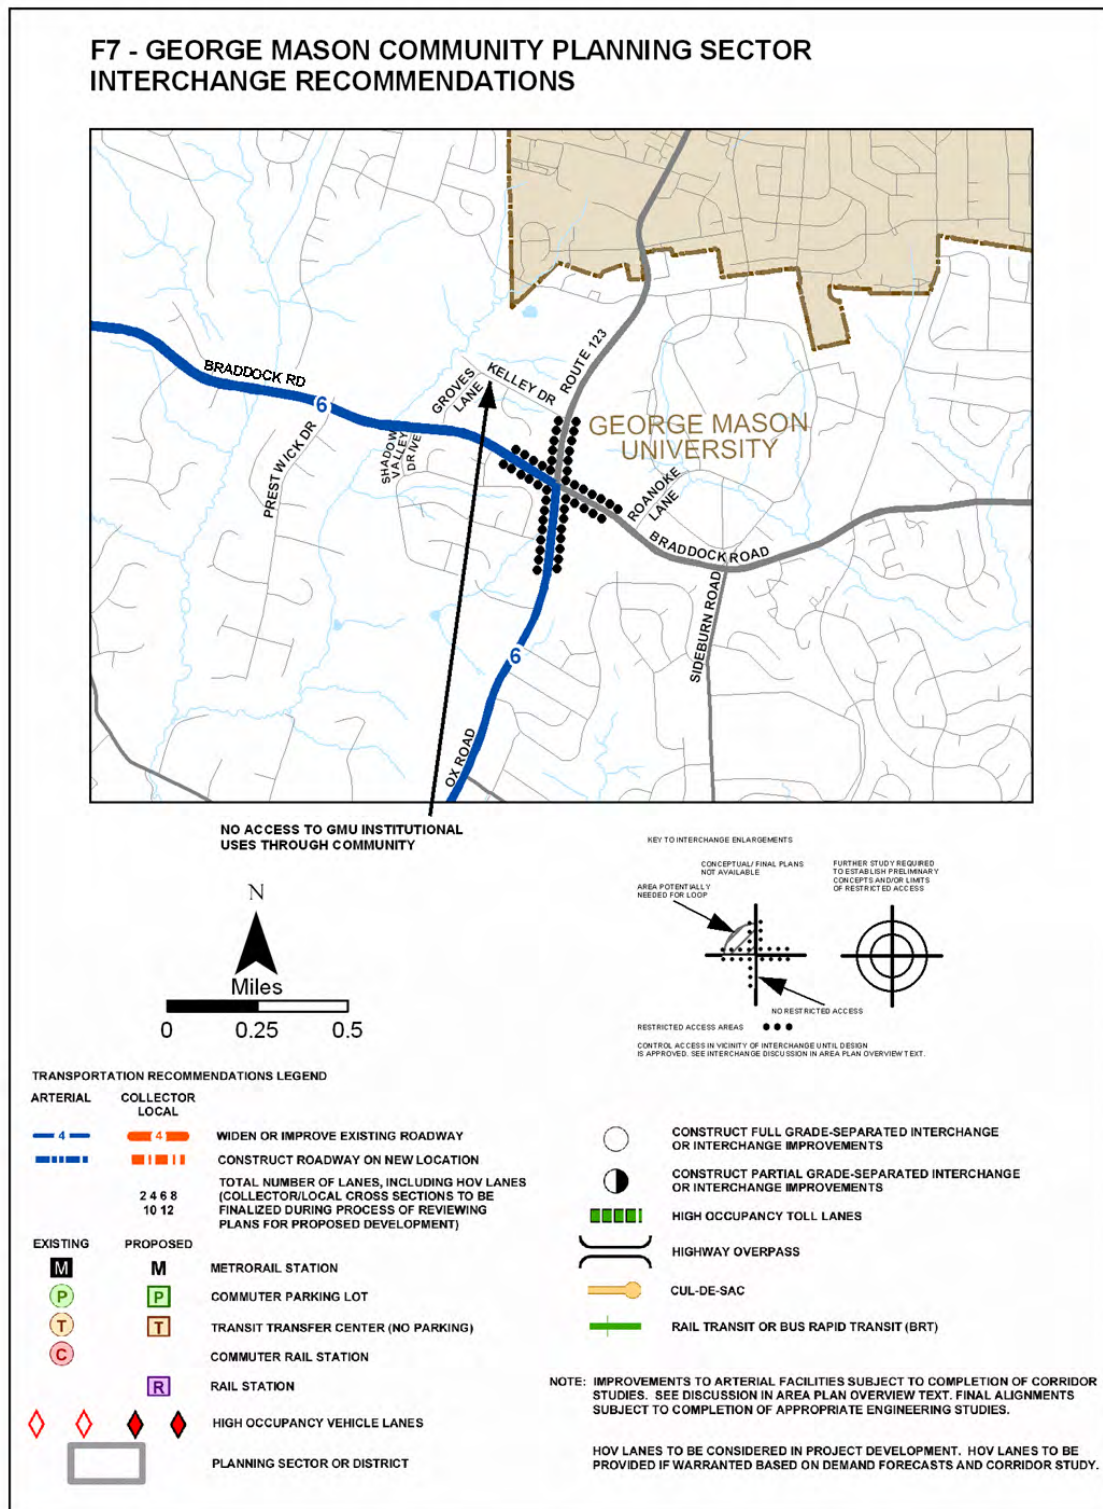 F7 - GEORGE MASON COMMUNITY PLANNING SECTOR
INTERCHANGE RECOMMENDATIONS
BRADDOCK RD
6
PRESTWICK DR
SHADOW
VALLEY
DRIVE
GROVES
LANE
KELLEY DR
ROUTE 123
GEORGE MASON
UNIVERSITY
ROANOKE
LANE
BRADDOCK ROAD
SIDEBURN ROAD
6
OX ROAD
NO ACCESS TO GMU INSTITUTIONAL
USES THROUGH COMMUNITY
N
Miles
0 0.25 0.5
KEY TO INTERCHANGE ENLARGEMENTS
CONCEPTUAL/ FINAL PLANS
NOT AVAILABLE
AREA POTENTIALLY
NEEDED FOR LOOP
FURTHER STUDY REQUIRED
TO ESTABLISH PRELIMINARY
CONCEPTS AND/OR LIMITS
OF RESTRICTED ACCESS
NO RESTRICTED ACCESS
RESTRICTED ACCESS AREAS
CONTROL ACCESS IN VICINITY OF INTERCHANGE UNTIL DESIGN
IS APPROVED. SEE INTERCHANGE DISCUSSION IN AREA PLAN OVERVIEW TEXT.
TRANSPORTATION RECOMMENDATIONS LEGEND
ARTERIAL COLLECTOR
LOCAL
4 4 WIDEN OR IMPROVE EXISTING ROADWAY
CONSTRUCT ROADWAY ON NEW LOCATION
2 4 6 8
10 12
TOTAL NUMBER OF LANES, INCLUDING HOV LANES
(COLLECTOR/LOCAL CROSS SECTIONS TO BE
FINALIZED DURING PROCESS OF REVIEWING
PLANS FOR PROPOSED DEVELOPMENT)
EXISTING PROPOSED
M M METRORAIL STATION
P P COMMUTER PARKING LOT
T T TRANSIT TRANSFER CENTER (NO PARKING)
C COMMUTER RAIL STATION
R RAIL STATION
HIGH OCCUPANCY VEHICLE LANES
PLANNING SECTOR OR DISTRICT
CONSTRUCT FULL GRADE-SEPARATED INTERCHANGE
OR INTERCHANGE IMPROVEMENTS
CONSTRUCT PARTIAL GRADE-SEPARATED INTERCHANGE
OR INTERCHANGE IMPROVEMENTS
HIGH OCCUPANCY TOLL LANES
HIGHWAY OVERPASS
CUL-DE-SAC
RAIL TRANSIT OR BUS RAPID TRANSIT (BRT)
NOTE: IMPROVEMENTS TO ARTERIAL FACILITIES SUBJECT TO COMPLETION OF CORRIDOR
STUDIES. SEE DISCUSSION IN AREA PLAN OVERVIEW TEXT. FINAL ALIGNMENTS
SUBJECT TO COMPLETION OF APPROPRIATE ENGINEERING STUDIES.
HOV LANES TO BE CONSIDERED IN PROJECT DEVELOPMENT. HOV LANES TO BE
PROVIDED IF WARRANTED BASED ON DEMAND FORECASTS AND CORRIDOR STUDY.